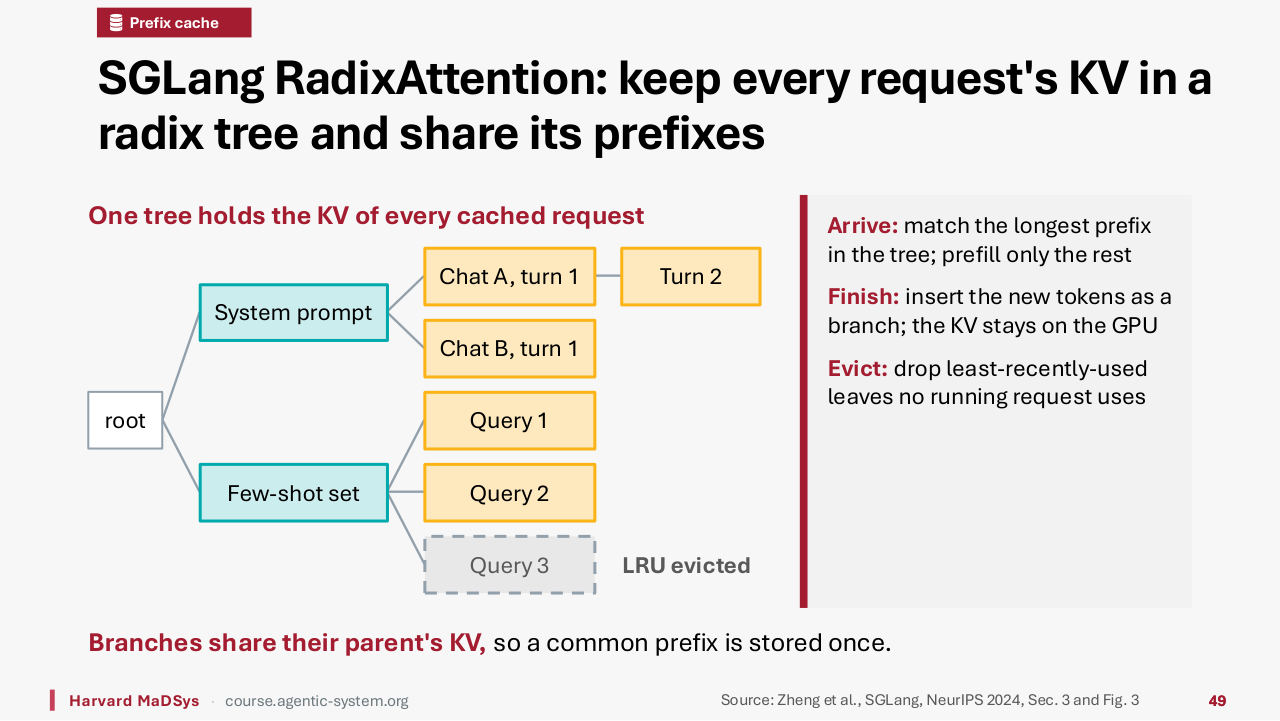 Prefix cache
SGLang RadixAttention: keep every request's KV in a
radix tree and share its prefixes
One tree holds the KV of every cached request
root
System prompt
Few-shot set
Chat A, turn 1
Turn 2
Chat B, turn 1
Query 1
Query 2
Query 3
LRU evicted
Arrive: match the longest prefix
in the tree; prefill only the rest
Finish: insert the new tokens as a
branch; the KV stays on the GPU
Evict: drop least-recently-used
leaves no running request uses
Branches share their parent's KV, so a common prefix is stored once.
Harvard MaDSys · course.agentic-system.org
Source: Zheng et al., SGLang, NeurIPS 2024, Sec. 3 and Fig. 3
49